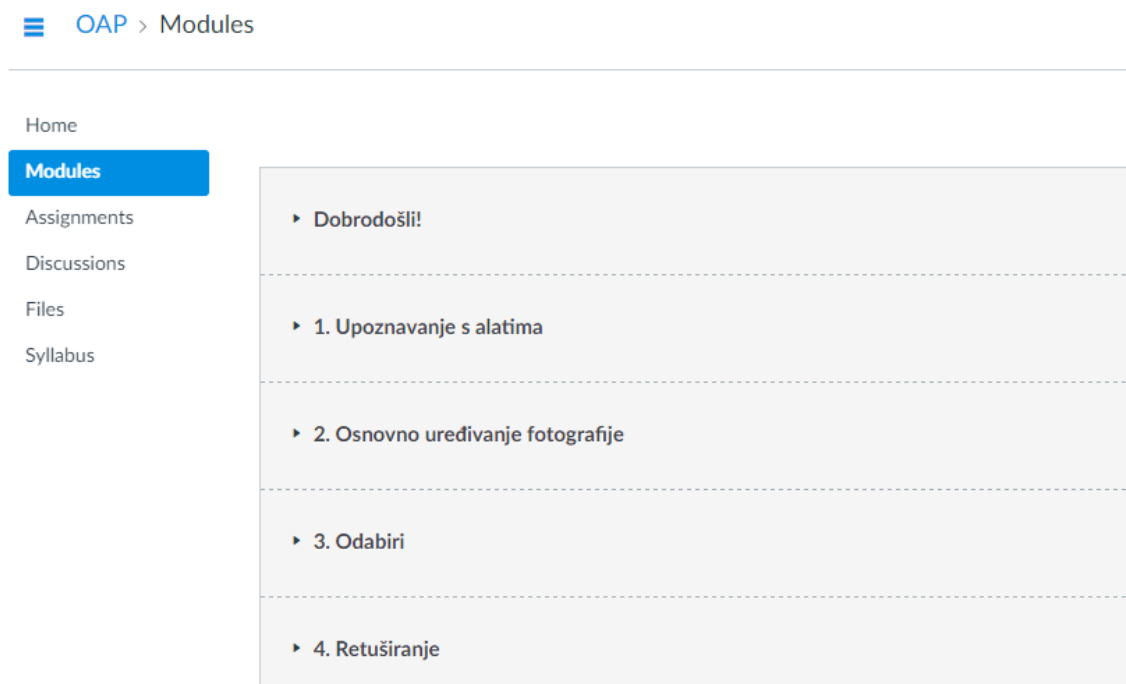 OAP > Modules
Home
Modules
Assignments
Discussions
Files
Syllabus
Dobrodošli!
1. Upoznavanje s alatima
2. Osnovno uređivanje fotografije
3. Odabiri
4. Retuširanje